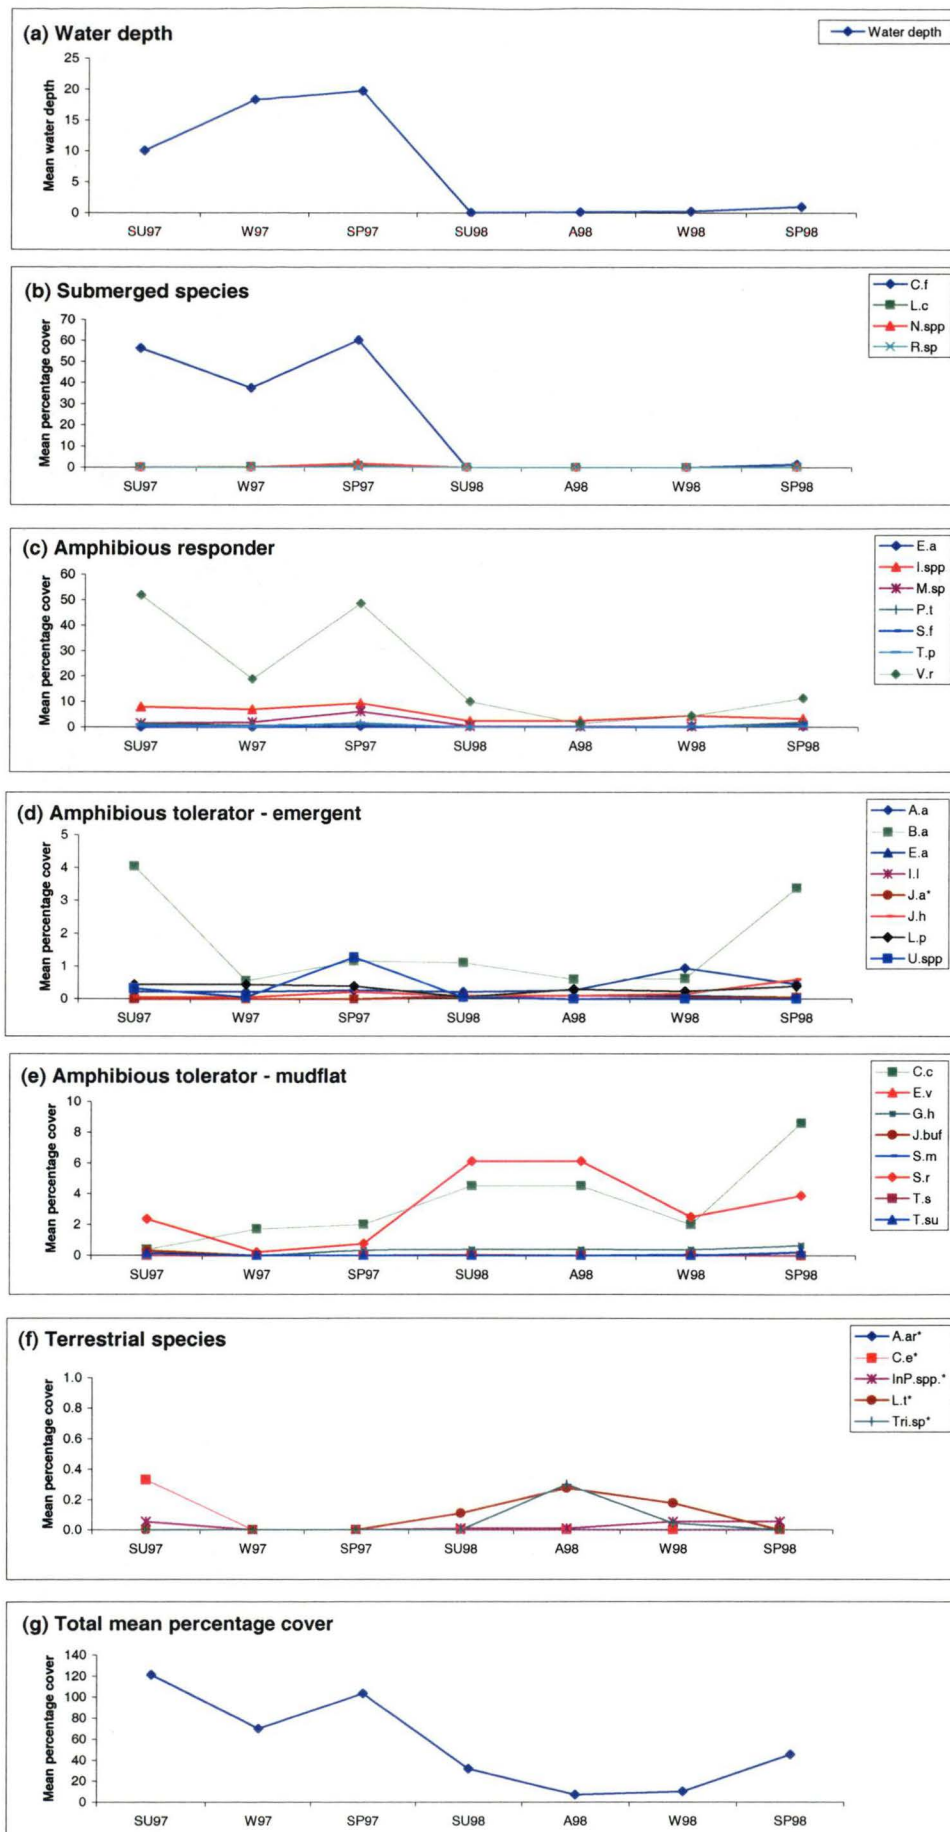 (a) Water depth
Water depth
Mean water depth
25
20
15
10
5
0
SU97 W97 SP97 SU98 A98 W98 SP98
(b) Submerged species
C.f
L.c
N.spp
R.sp
Mean percentage cover
70
60
50
40
30
20
10
0
SU97 W97 SP97 SU98 A98 W98 SP98
(c) Amphibious responder
E.a
I.spp
M.sp
P.t
S.f
T.p
V.r
Mean percentage cover
60
50
40
30
20
10
0
SU97 W97 SP97 SU98 A98 W98 SP98
(d) Amphibious tolerator - emergent
A.a
B.a
E.a
I.l
J.a*
J.h
L.p
U.spp
Mean percentage cover
5
4
3
2
1
0
SU97 W97 SP97 SU98 A98 W98 SP98
(e) Amphibious tolerator - mudflat
C.c
E.v
G.h
J.buf
S.m
S.r
T.s
T.su
Mean percentage cover
10
8
6
4
2
0
SU97 W97 SP97 SU98 A98 W98 SP98
(f) Terrestrial species
A.ar*
C.e*
InP.spp.*
L.t*
Tri.sp*
Mean percentage cover
1.0
0.8
0.6
0.4
0.2
0.0
SU97 W97 SP97 SU98 A98 W98 SP98
(g) Total mean percentage cover
Mean percentage cover
140
120
100
80
60
40
20
0
SU97 W97 SP97 SU98 A98 W98 SP98